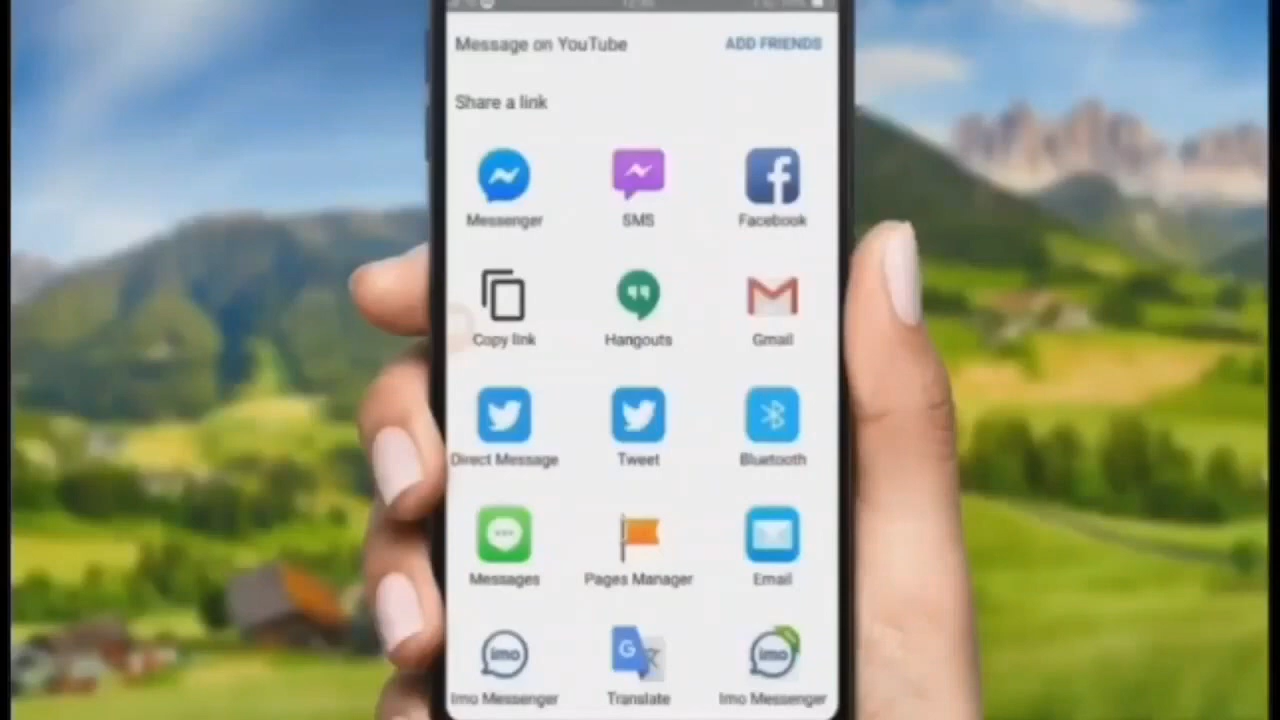 Message on YouTube ADD FRIENDS
Share a link
Messenger SMS Facebook
Copy link Hangouts Gmail
Direct Message Tweet Bluetooth
Messages Pages Manager Email
imo G imo
Imo Messenger Translate Imo Messenger